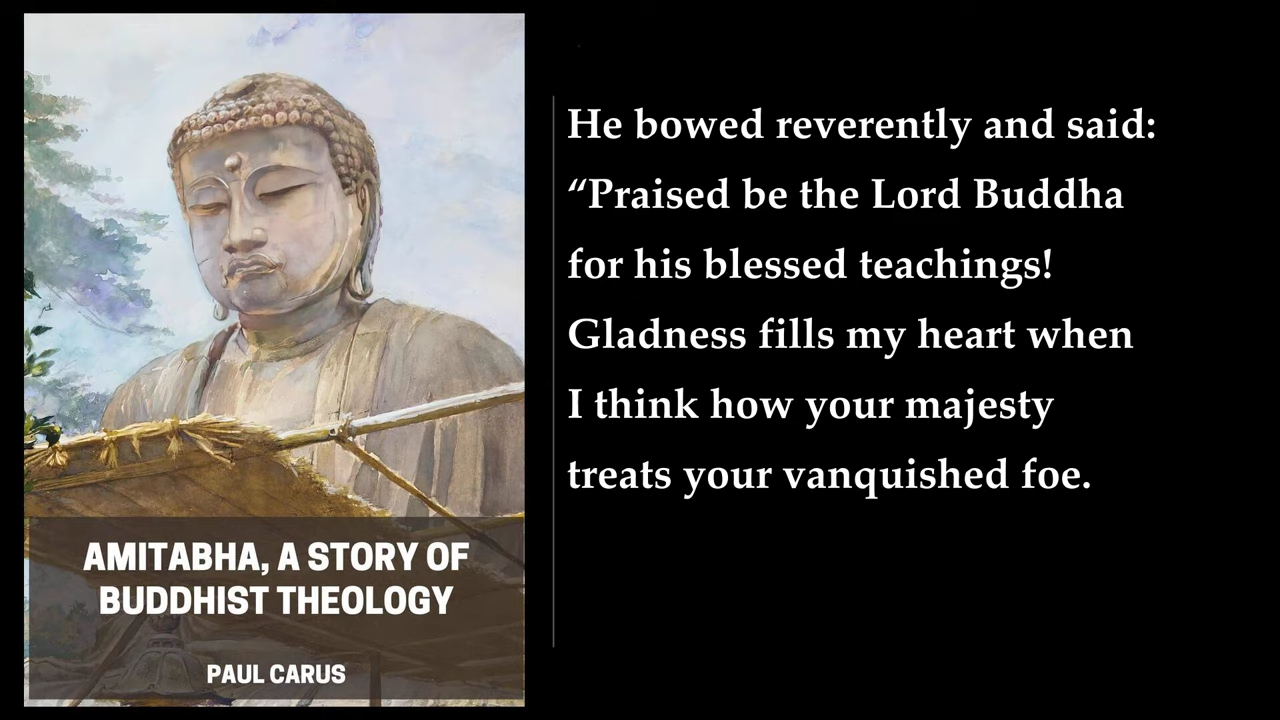 He bowed reverently and said:
“Praised be the Lord Buddha
for his blessed teachings!
Gladness fills my heart when
I think how your majesty
treats your vanquished foe.
AMITABHA, A STORY OF
BUDDHIST THEOLOGY
PAUL CARUS